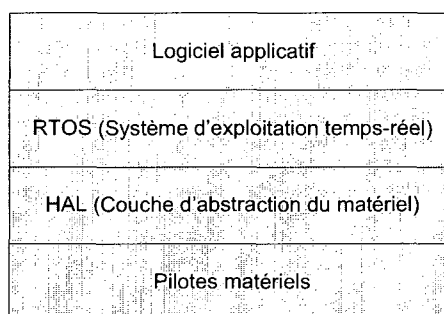 Logiciel applicatif
RTOS (Système d'exploitation temps-réel)
HAL (Couche d'abstraction du matériel)
Pilotes matériels